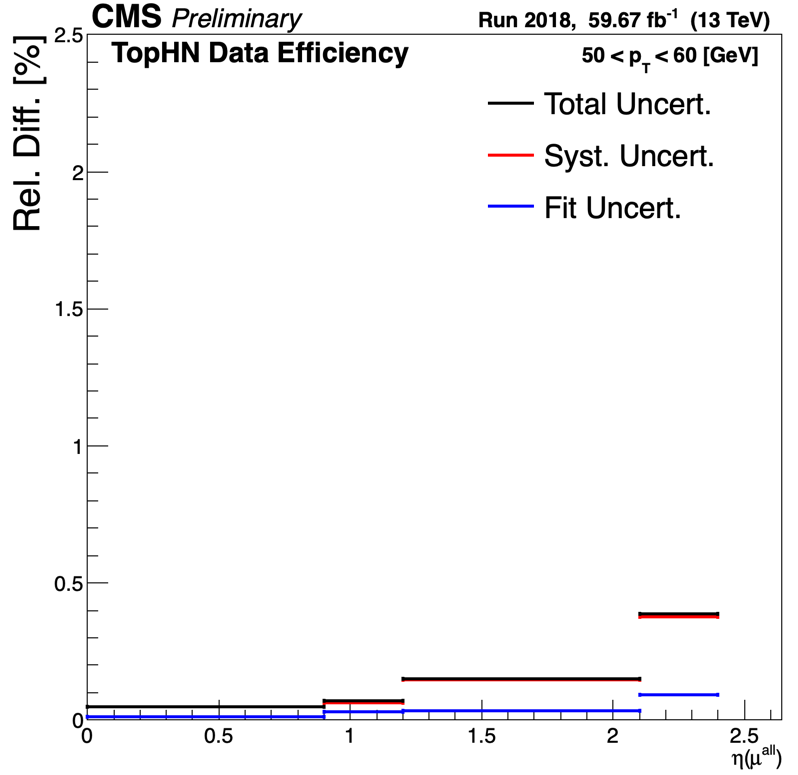 CMS Preliminary Run 2018, 59.67 fb⁻¹ (13 TeV)
TopHN Data Efficiency 50 < p_T < 60 [GeV]
Total Uncert.
Syst. Uncert.
Fit Uncert.
Rel. Diff. [%]
2.5
2
1.5
1
0.5
0
0 0.5 1 1.5 2 2.5
η(μ^all)